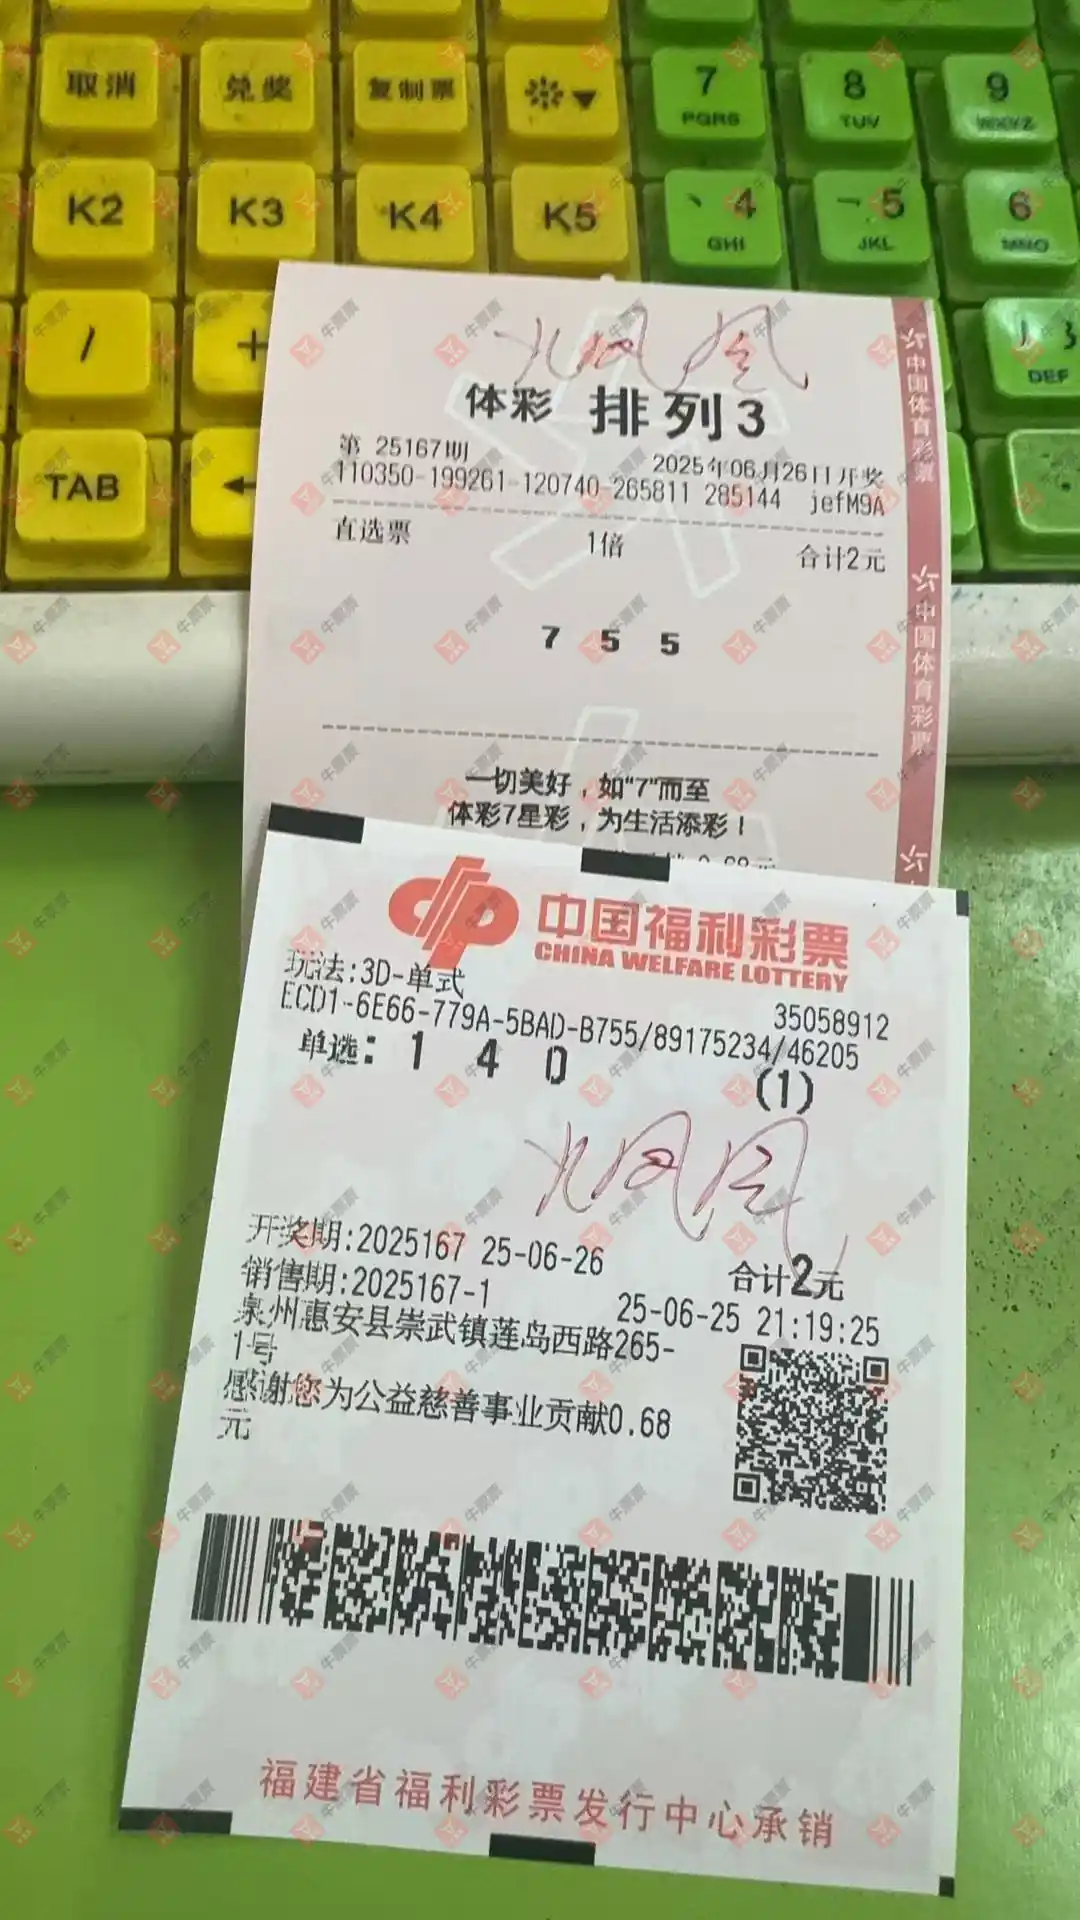 取消 兑奖 复制票
7 8 9
PQRS TUV WXYZ
K2 K3 K4 K5 4 5 6
GHI JKL MNO
/ + 3
DEF
TAB ←
体彩 排列3
第 25167期 2025年06月26日开奖
110350-199261-120740-265811 285144 jefM9A
直选票 1倍 合计2元
7 5 5
一切美好，如"7"而至
体彩7星彩，为生活添彩！
中国体育彩票
中国体育彩票
中国福利彩票
CHINA WELFARE LOTTERY
玩法:3D-单式 35058912
ECD1-6E66-779A-5BAD-B755/89175234/46205
单选: 1 4 0 (1)
开奖期:2025167 25-06-26 合计2元
销售期:2025167-1 25-06-25 21:19:25
泉州惠安县崇武镇莲岛西路265-
1号
感谢您为公益慈善事业贡献0.68
元
福建省福利彩票发行中心承销
牛票票